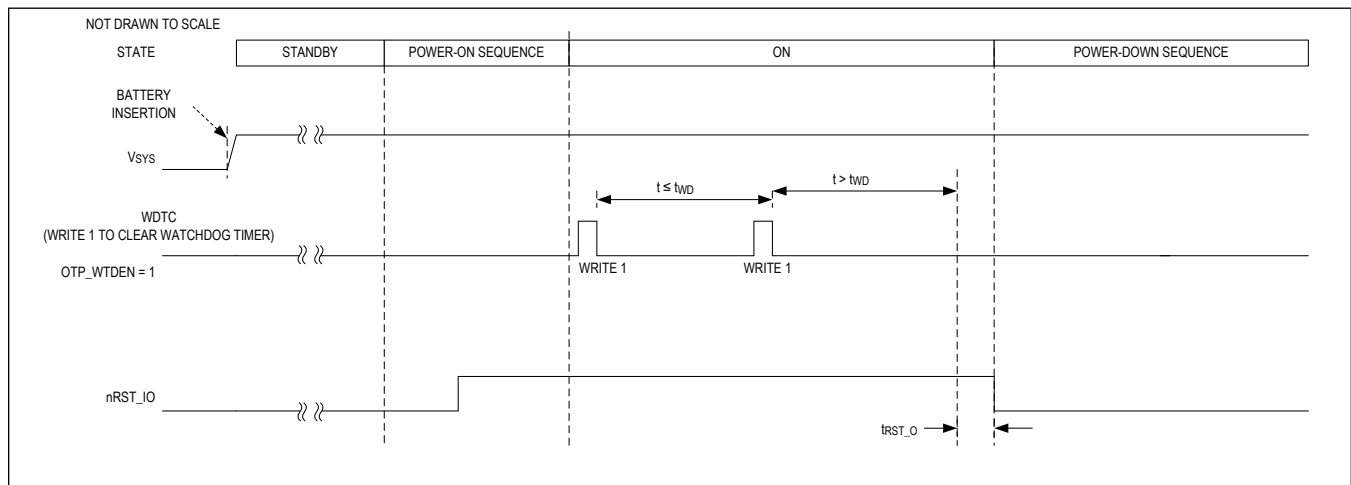 NOT DRAWN TO SCALE
STATE
STANDBY
POWER-ON SEQUENCE
ON
POWER-DOWN SEQUENCE
BATTERY
INSERTION
VSYS
t ≤ tWD
t > tWD
WDTC
(WRITE 1 TO CLEAR WATCHDOG TIMER)
OTP_WTDEN = 1
WRITE 1
WRITE 1
nRST_IO
tRST_O